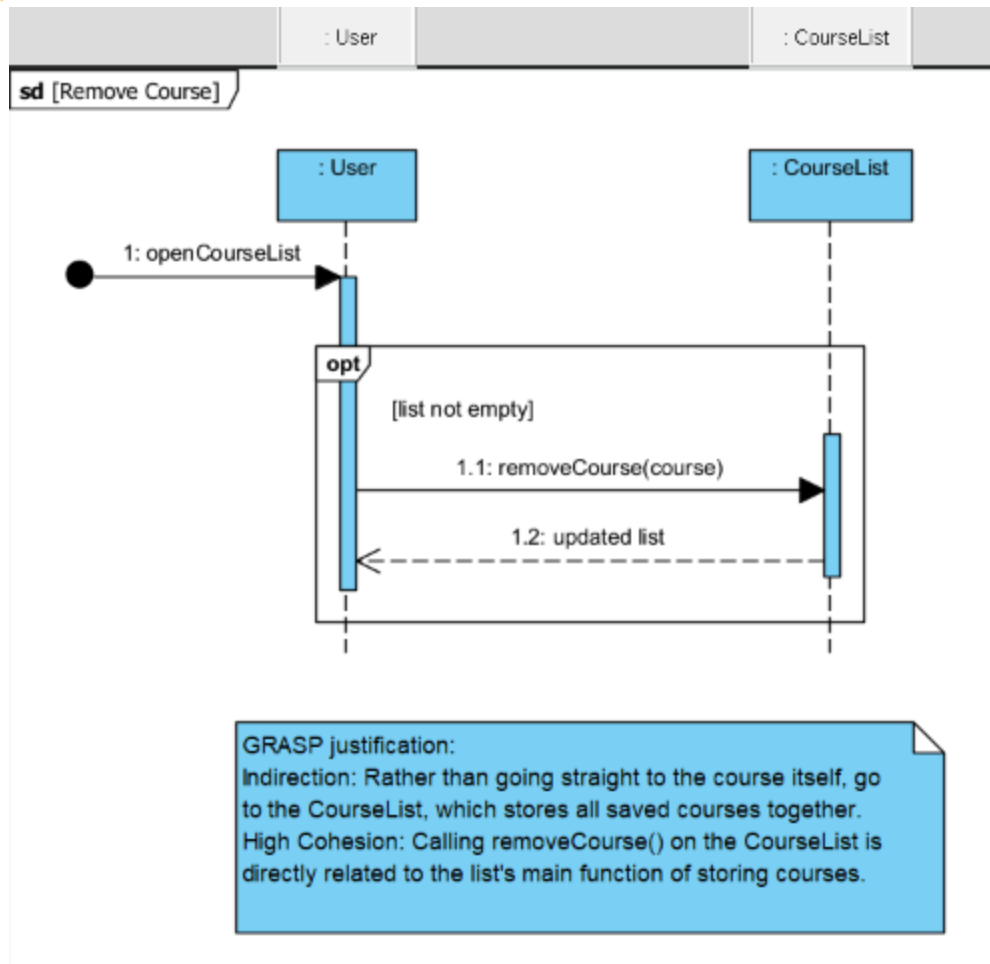 : User
: CourseList
sd [Remove Course]
: User
: CourseList
1: openCourseList
opt
[list not empty]
1.1: removeCourse(course)
1.2: updated list
GRASP justification:
Indirection: Rather than going straight to the course itself, go
to the CourseList, which stores all saved courses together.
High Cohesion: Calling removeCourse() on the CourseList is
directly related to the list's main function of storing courses.